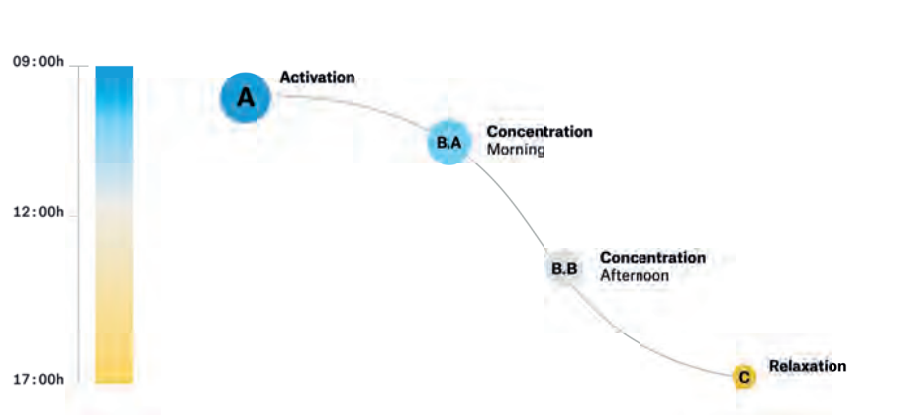 09:00h
Activation
A
B.A
Concentration
Morning
12:00h
B.B
Concentration
Afternoon
17:00h
C
Relaxation